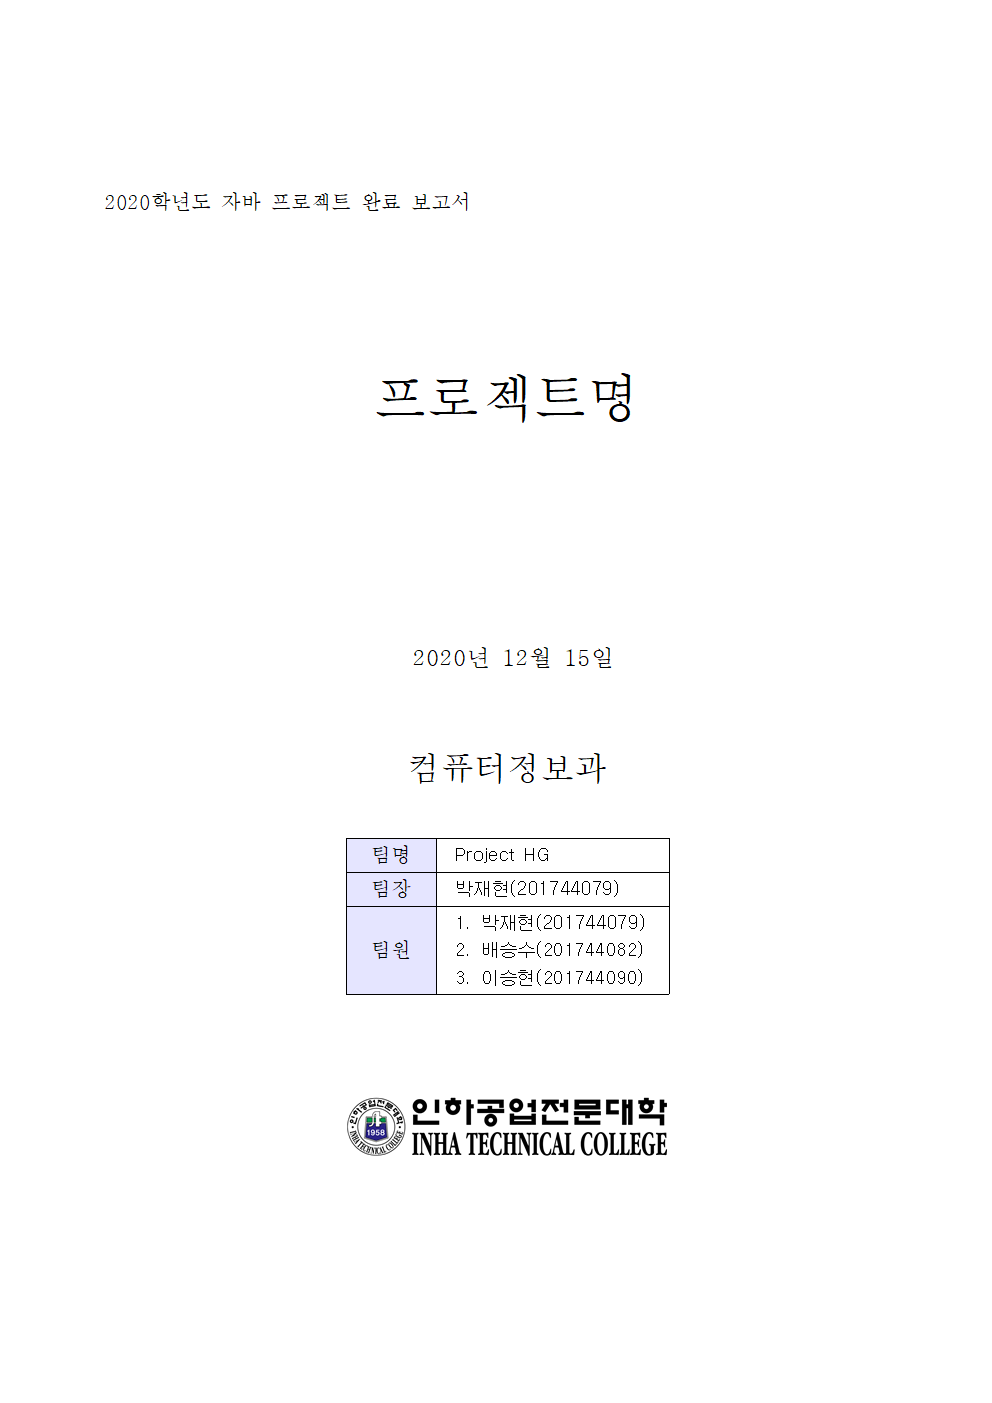 2020학년도 자바 프로젝트 완료 보고서
프로젝트명
2020년 12월 15일
컴퓨터정보과
팀명 Project HG
팀장 박재현(201744079)
팀원
1. 박재현(201744079)
2. 배승수(201744082)
3. 이승현(201744090)
인하공업전문대학
1958
INHA TECHNICAL COLLEGE
인하공업전문대학
INHA TECHNICAL COLLEGE